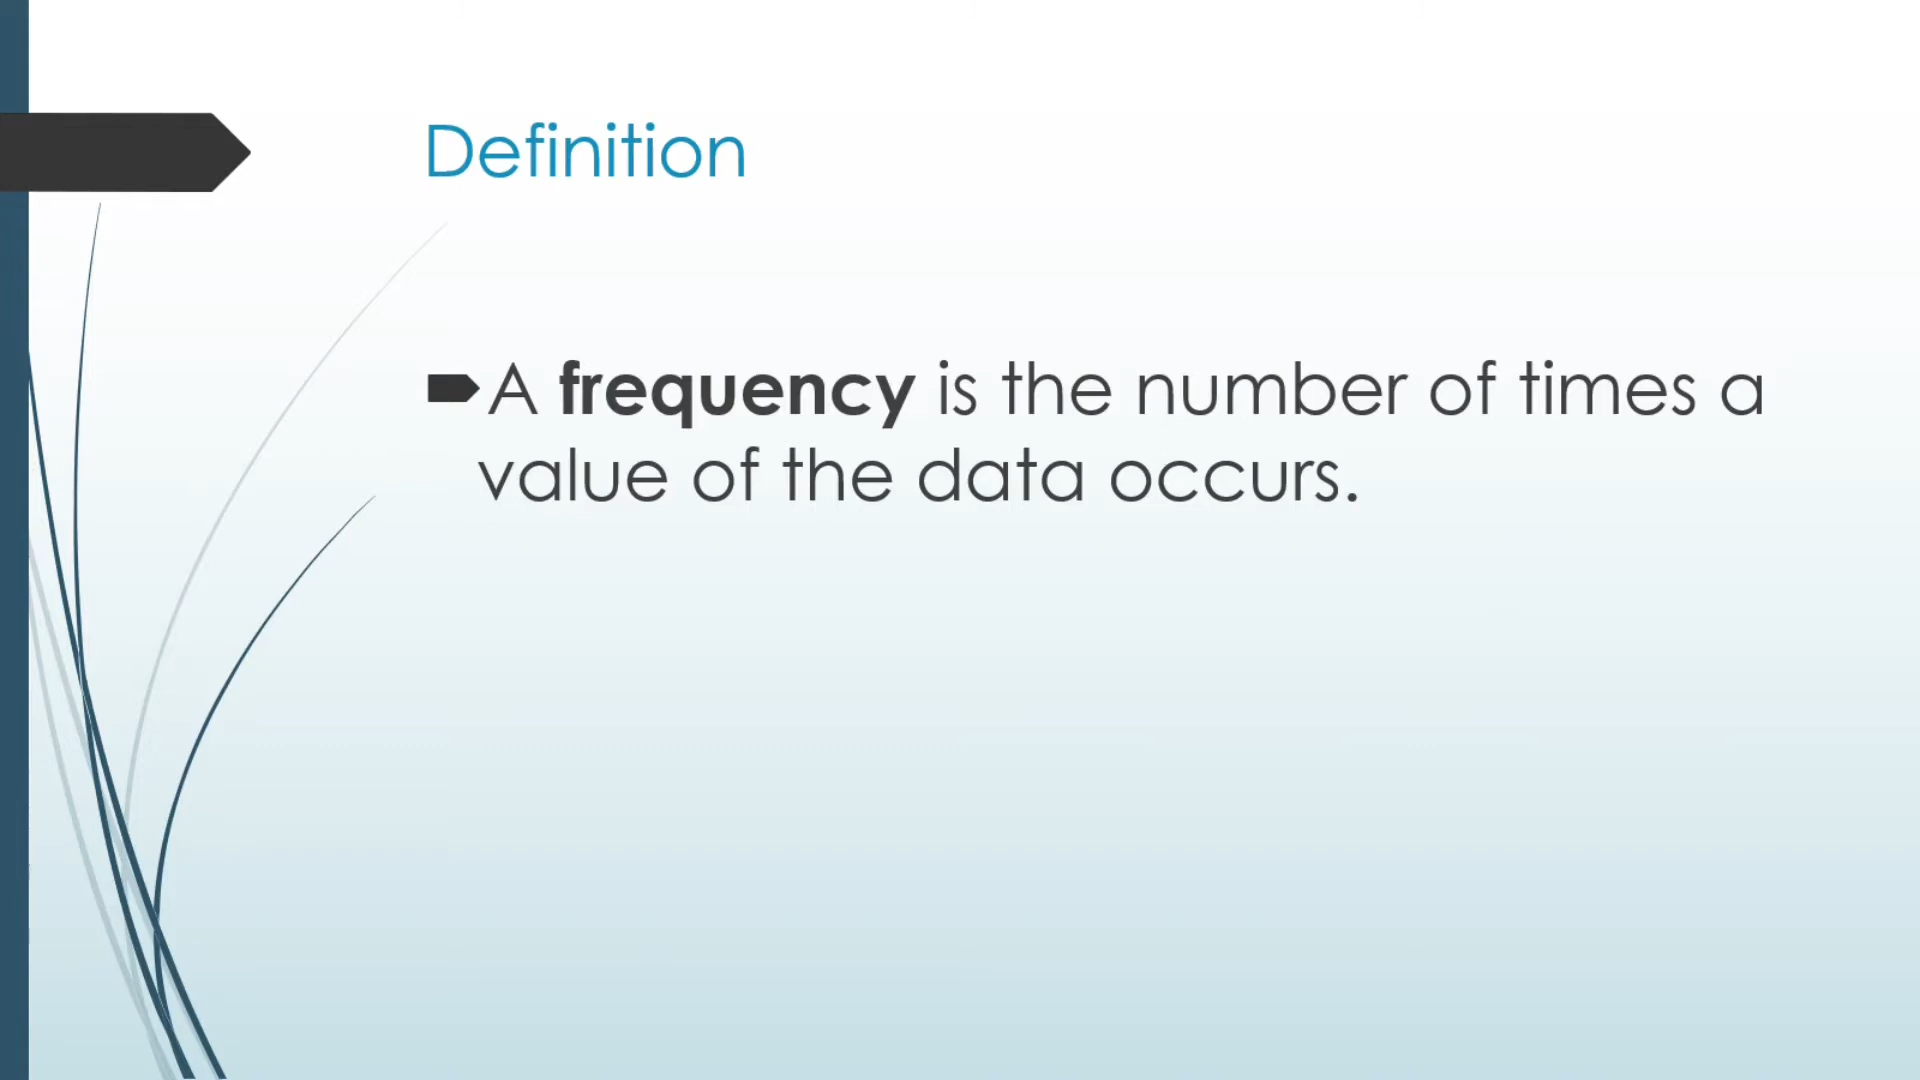 Definition
A frequency is the number of times a
value of the data occurs.